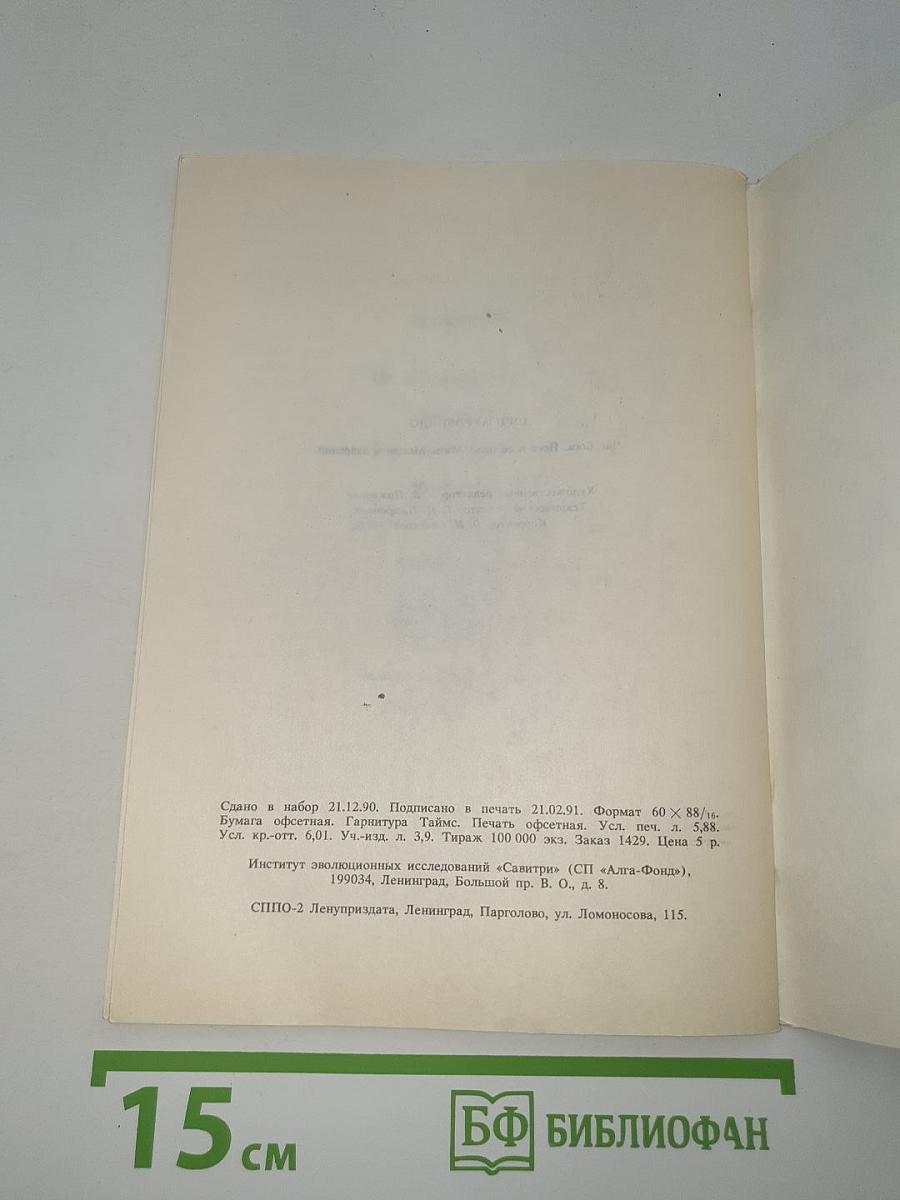 Сдано в набор 21.12.90. Подписано в печать 21.02.91. Формат 60 × 88/16.
Бумага офсетная. Гарнитура Таймс. Печать офсетная. Усл. печ. л. 5,88.
Усл. кр.-отт. 6,01. Уч.-изд. л. 3,9. Тираж 100 000 экз. Заказ 1429. Цена 5 р.
Институт эволюционных исследований «Савитри» (СП «Алга-Фонд»),
199034, Ленинград, Большой пр. В. О., д. 8.
СППО-2 Ленуприздата, Ленинград, Парголово, ул. Ломоносова, 115.
15 см
БФ БИБЛИОФАН